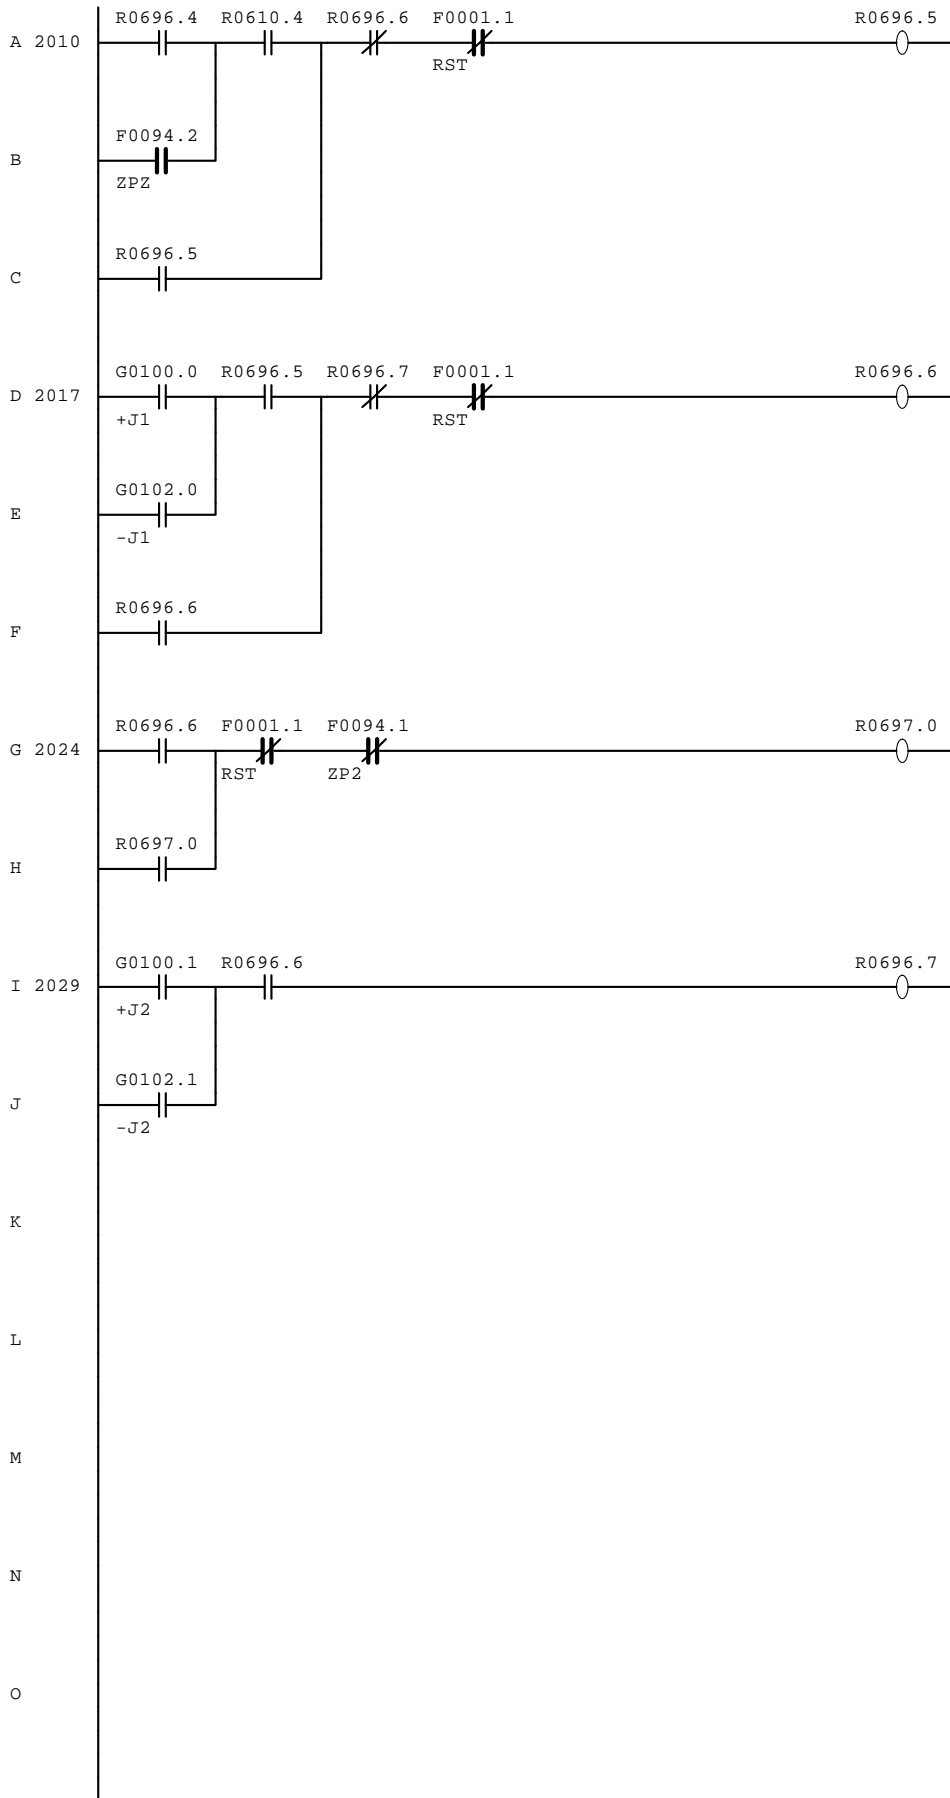 R0696.4 R0610.4 R0696.6 F0001.1 R0696.5
A 2010
RST
F0094.2
B
ZPZ
R0696.5
C
G0100.0 R0696.5 R0696.7 F0001.1 R0696.6
D 2017
+J1 RST
G0102.0
E
-J1
R0696.6
F
R0696.6 F0001.1 F0094.1 R0697.0
G 2024
RST ZP2
R0697.0
H
G0100.1 R0696.6 R0696.7
I 2029
+J2
G0102.1
J
-J2
K
L
M
N
O